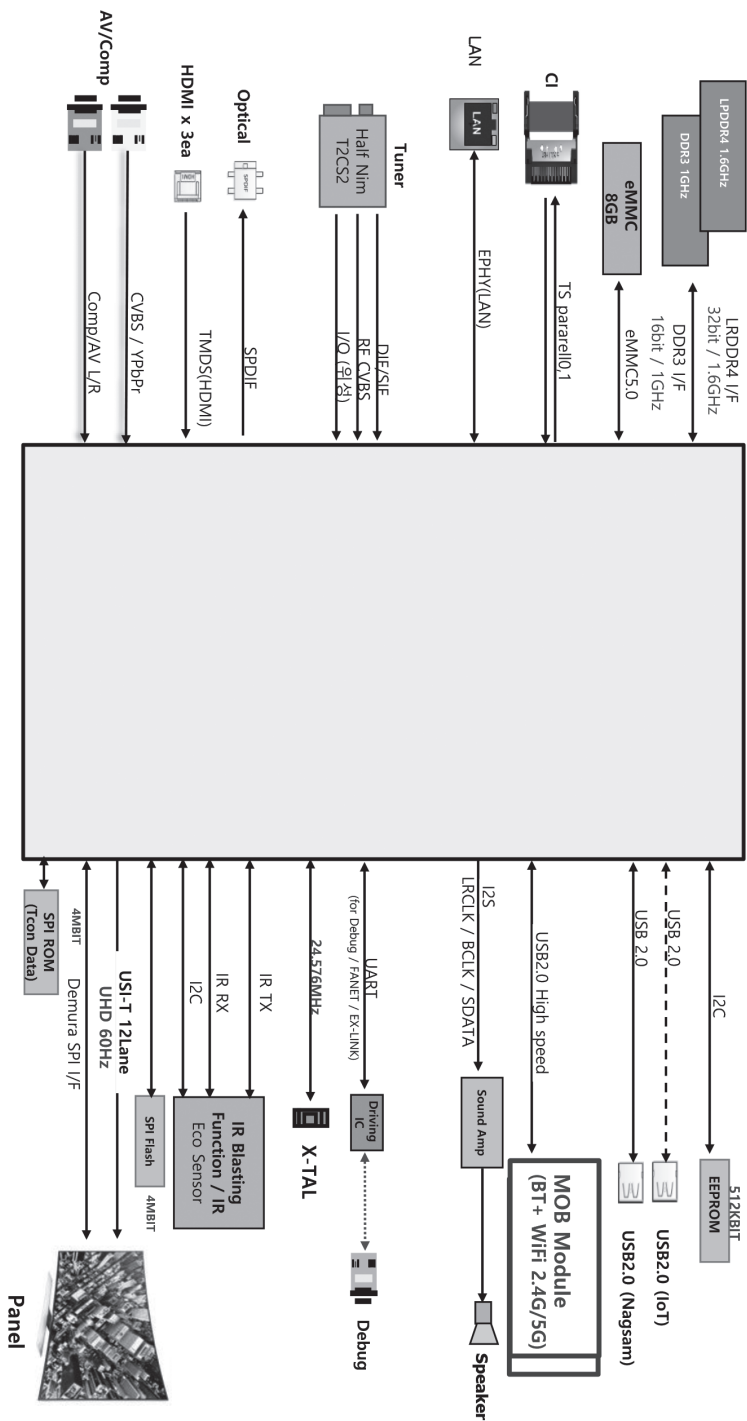 LPDDR4 1.6GHz
DDR3 1GHz
LRDDR4 I/F
32bit / 1.6GHz
DDR3 I/F
16bit / 1GHz
eMMC
8GB
eMMC5.0
CI
TS pararell0,1
LAN
LAN
EPHY(LAN)
Tuner
Half Nim
T2CS2
DIF/SIF
RF CVBS
I/Q (위성)
Optical
SPDIF
SPDIF
HDMI x 3ea
HDMI
TMDS(HDMI)
AV/Comp
CVBS / YPbPr
Comp/AV L/R
I2C
512KBIT
EEPROM
USB 2.0
USB2.0 (IoT)
USB 2.0
USB2.0 (Nagsam)
USB2.0 High speed
MOB Module
(BT+ WiFi 2.4G/5G)
I2S
LRCLK / BCLK / SDATA
Sound Amp
Speaker
UART
(for Debug / FANET / EX-LINK)
Driving
IC
Debug
24.576MHz
X-TAL
IR TX
IR RX
I2C
IR Blasting
Function / IR
Eco Sensor
SPI Flash
4MBIT
USI-T 12Lane
UHD 60Hz
Demura SPI I/F
4MBIT
SPI ROM
(Tcon Data)
Panel